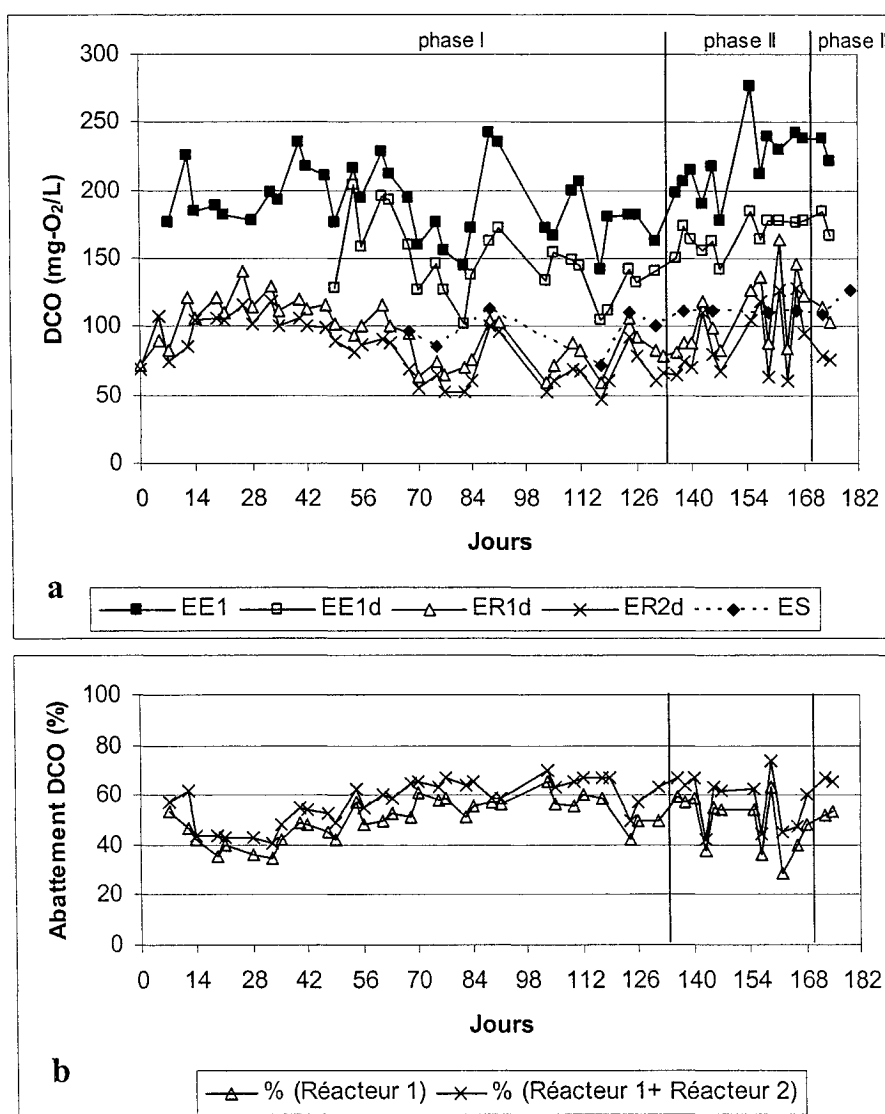 phase I phase II phase I
300
250
200
150
100
50
0
DCO (mg-O₂/L)
0 14 28 42 56 70 84 98 112 126 140 154 168 182
Jours
a
EE1 EE1d ER1d ER2d ES
100
80
60
40
20
0
Abattement DCO (%)
0 14 28 42 56 70 84 98 112 126 140 154 168 182
Jours
b
% (Réacteur 1) % (Réacteur 1+ Réacteur 2)